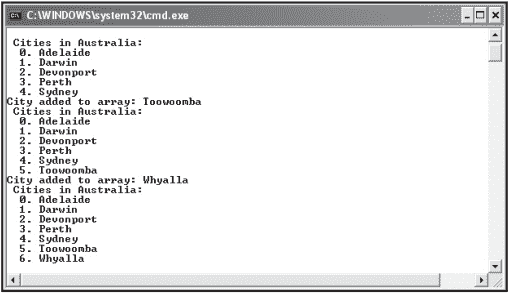 C:\WINDOWS\system32\cmd.exe
Cities in Australia:
0. Adelaide
1. Darwin
2. Devonport
3. Perth
4. Sydney
City added to array: Toowoomba
Cities in Australia:
0. Adelaide
1. Darwin
2. Devonport
3. Perth
4. Sydney
5. Toowoomba
City added to array: Whyalla
Cities in Australia:
0. Adelaide
1. Darwin
2. Devonport
3. Perth
4. Sydney
5. Toowoomba
6. Whyalla